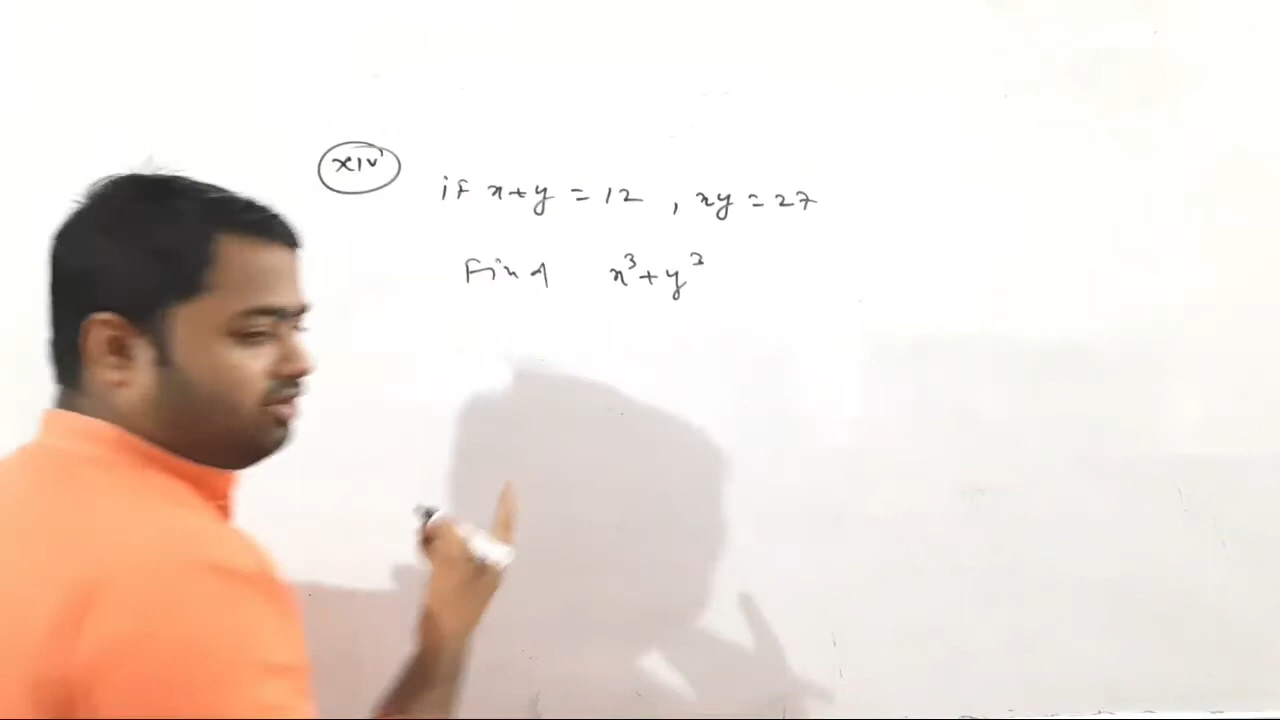 xiv
if x+y = 12 , xy = 27
Find x³+y³